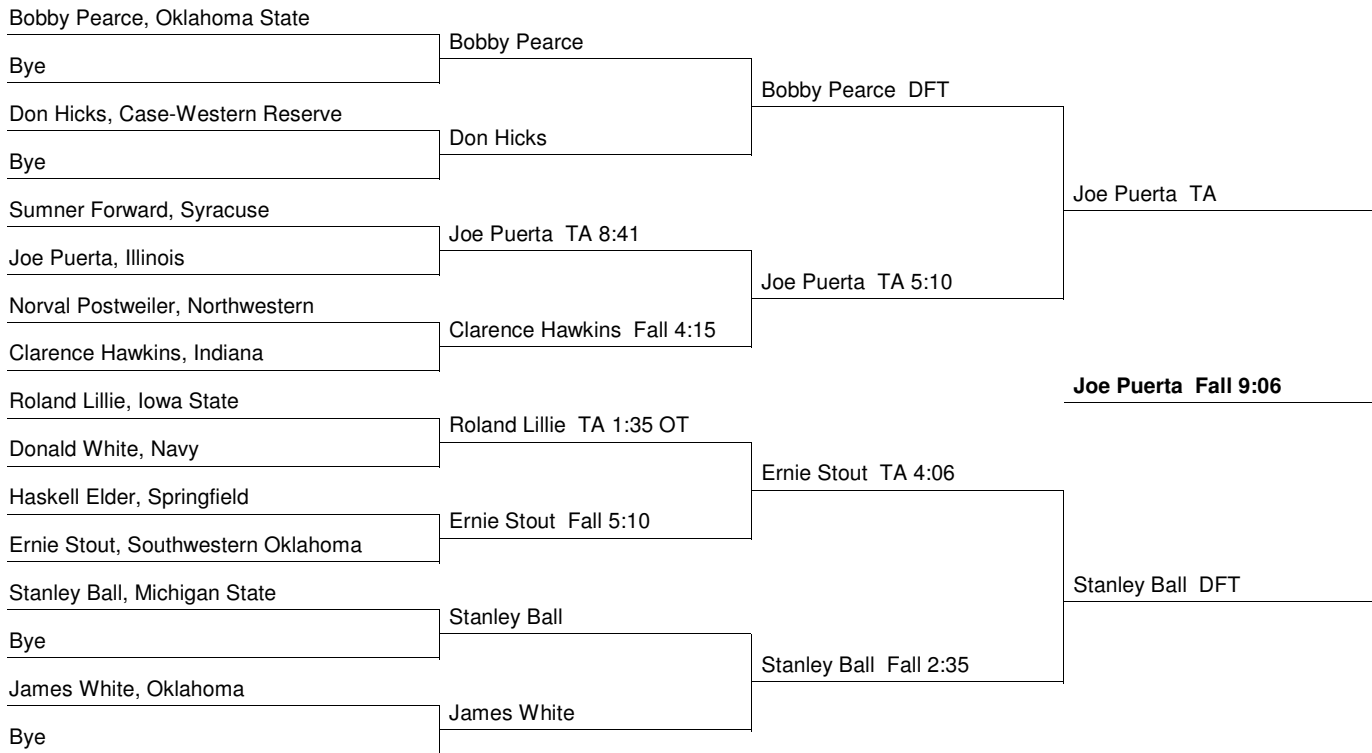 Bobby Pearce, Oklahoma State
Bye
Don Hicks, Case-Western Reserve
Bye
Sumner Forward, Syracuse
Joe Puerta, Illinois
Norval Postweiler, Northwestern
Clarence Hawkins, Indiana
Roland Lillie, Iowa State
Donald White, Navy
Haskell Elder, Springfield
Ernie Stout, Southwestern Oklahoma
Stanley Ball, Michigan State
Bye
James White, Oklahoma
Bye
Bobby Pearce
Don Hicks
Joe Puerta TA 8:41
Clarence Hawkins Fall 4:15
Roland Lillie TA 1:35 OT
Ernie Stout Fall 5:10
Stanley Ball
James White
Bobby Pearce DFT
Joe Puerta TA 5:10
Ernie Stout TA 4:06
Stanley Ball Fall 2:35
Joe Puerta TA
Joe Puerta Fall 9:06
Stanley Ball DFT